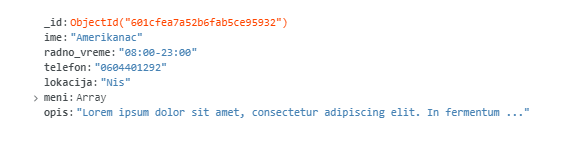 _id: ObjectId("601cfea7a52b6fab5ce95932")
ime: "Amerikanac"
radno_vreme: "08:00-23:00"
telefon: "0604401292"
lokacija: "Nis"
> meni: Array
opis: "Lorem ipsum dolor sit amet, consectetur adipiscing elit. In fermentum ..."